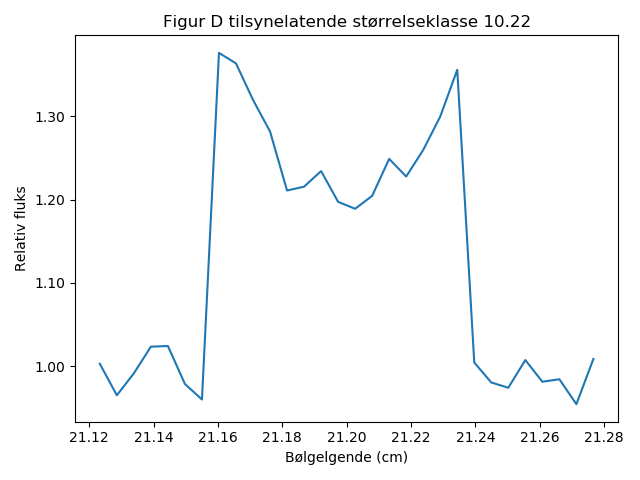 Figur D tilsynelatende størrelseklasse 10.22
Relativ fluks
1.30
1.20
1.10
1.00
21.12 21.14 21.16 21.18 21.20 21.22 21.24 21.26 21.28
Bølgelgende (cm)